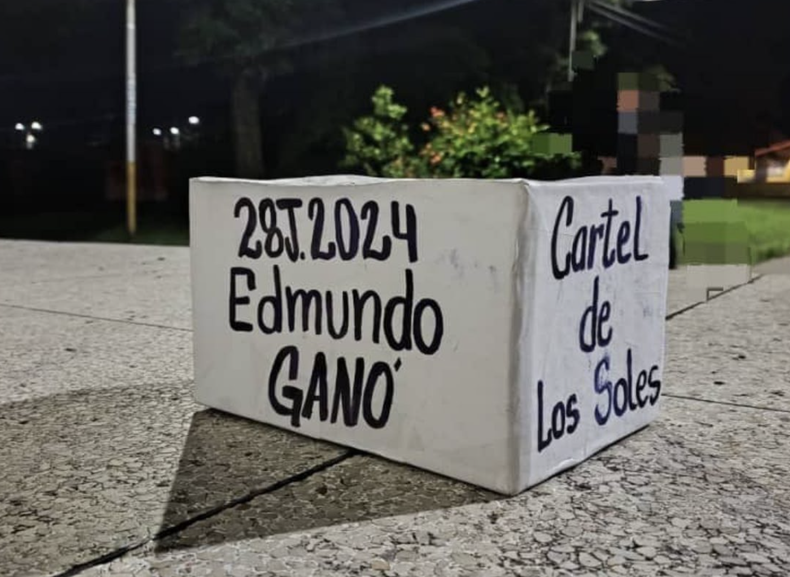 28J.2024
Edmundo
GANÓ
Cartel
de
Los Soles